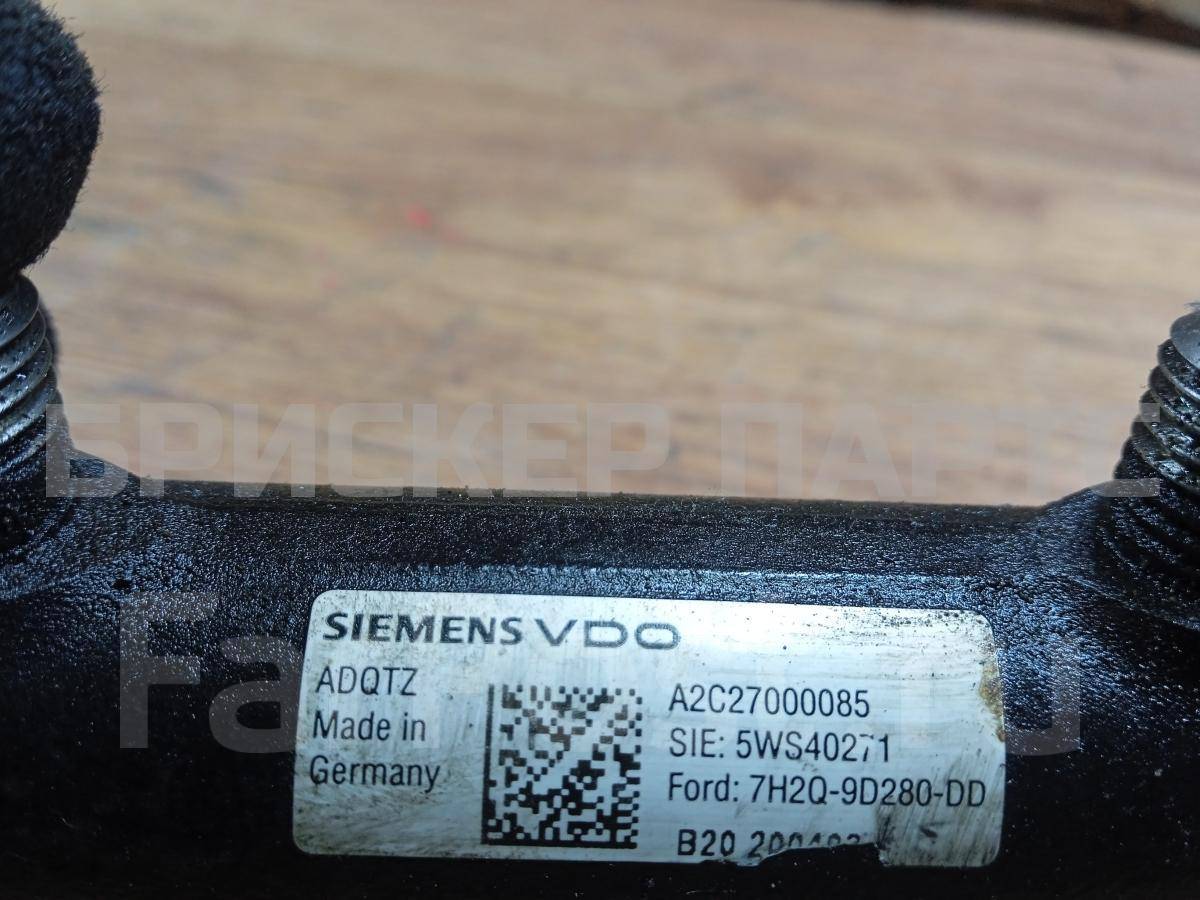 БРИСКЕР ПАРТС
SIEMENS VDO
ADQTZ
Made in
Germany
A2C27000085
SIE: 5WS40271
Ford: 7H2Q-9D280-DD
B20